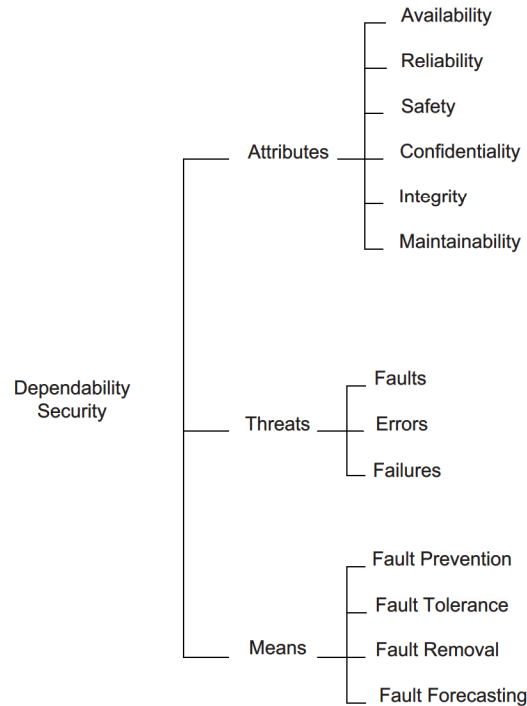 Availability
Reliability
Safety
Attributes
Confidentiality
Integrity
Maintainability
Dependability
Security
Faults
Threats
Errors
Failures
Fault Prevention
Fault Tolerance
Means
Fault Removal
Fault Forecasting